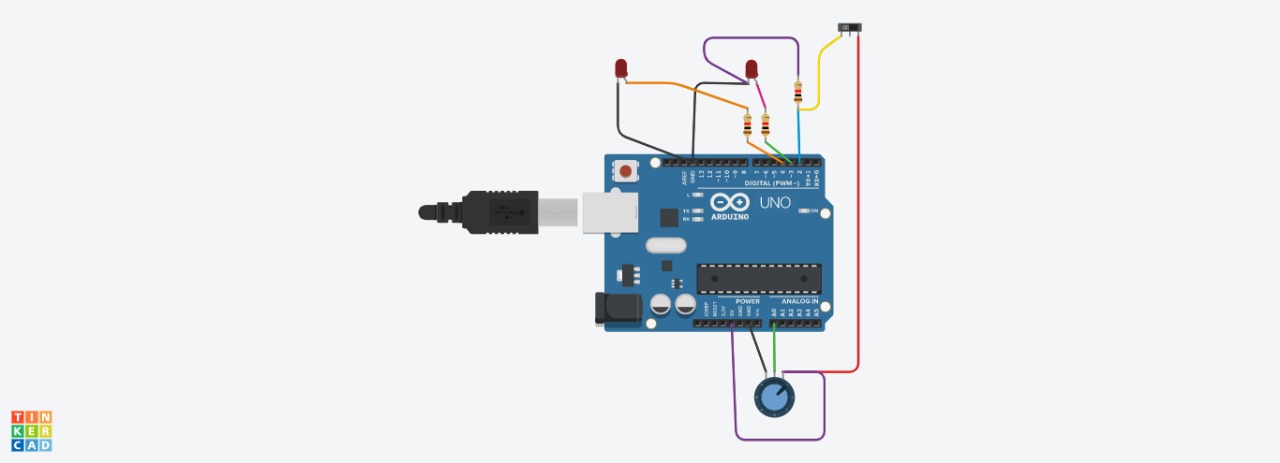 AREF
GND
13
12
~11
~10
~9
8
7
~6
~5
4
~3
2
TX→1
RX←0
DIGITAL (PWM~)
L
TX
RX
UNO
ARDUINO
ON
POWER
ANALOG IN
IOREF
RESET
3.3V
5V
GND
GND
Vin
A0
A1
A2
A3
A4
A5
TIN
KER
CAD